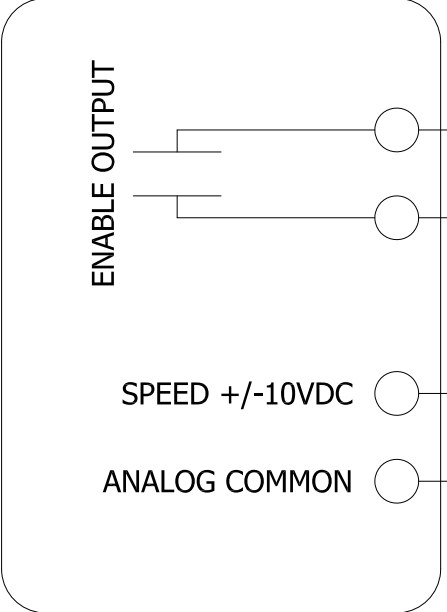 ENABLE OUTPUT
SPEED +/-10VDC
ANALOG COMMON